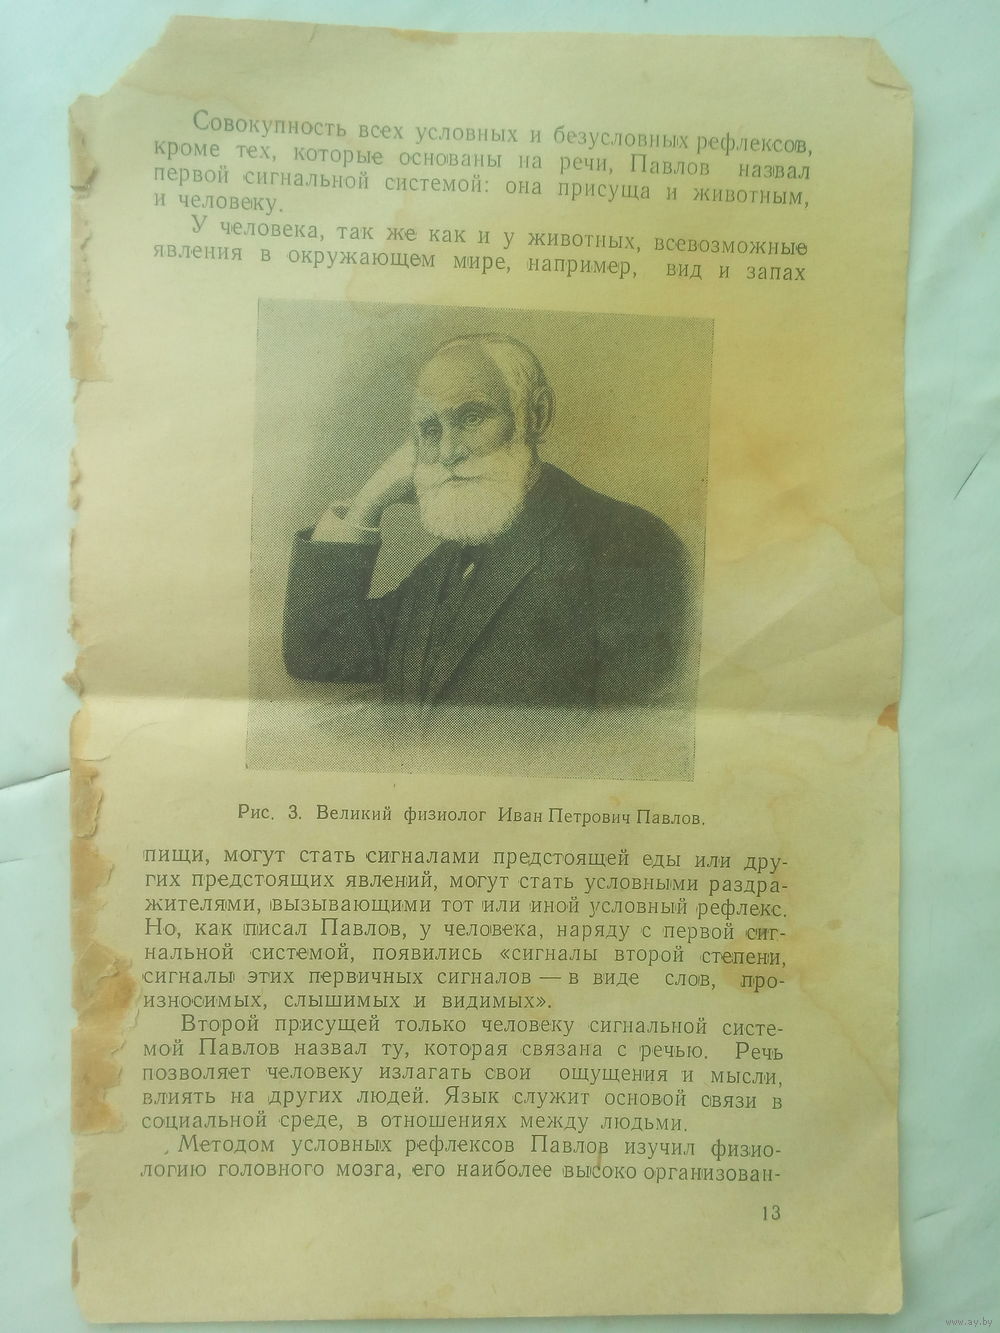 Совокупность всех условных и безусловных рефлексов,
кроме тех, которые основаны на речи, Павлов назвал
первой сигнальной системой: она присуща и животным,
и человеку.
У человека, так же как и у животных, всевозможные
явления в окружающем мире, например, вид и запах
Рис. 3. Великий физиолог Иван Петрович Павлов.
пищи, могут стать сигналами предстоящей еды или дру-
гих предстоящих явлений, могут стать условными раздра-
жителями, вызывающими тот или иной условный рефлекс.
Но, как писал Павлов, у человека, наряду с первой сиг-
нальной системой, появились «сигналы второй степени,
сигналы этих первичных сигналов — в виде слов, про-
износимых, слышимых и видимых».
Второй присущей только человеку сигнальной систе-
мой Павлов назвал ту, которая связана с речью. Речь
позволяет человеку излагать свои ощущения и мысли,
влиять на других людей. Язык служит основой связи в
социальной среде, в отношениях между людьми.
Методом условных рефлексов Павлов изучил физио-
логию головного мозга, его наиболее высоко организован-
13
www.ay.by